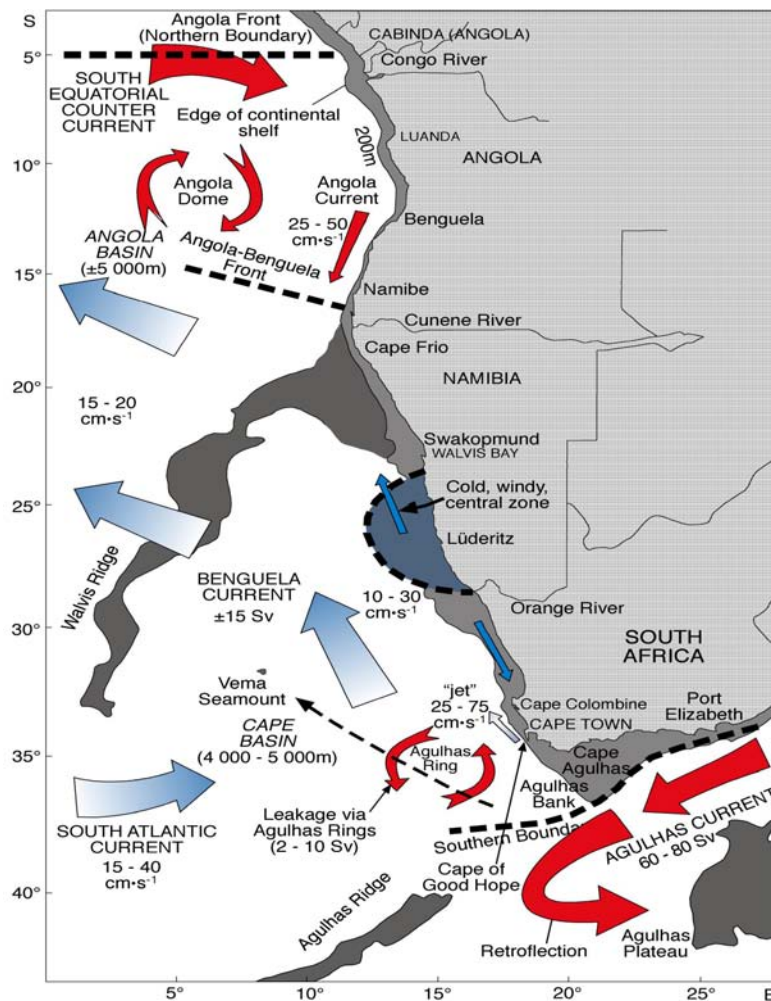 S
Angola Front
(Northern Boundary)
CABINDA (ANGOLA)
Congo River
5°
SOUTH
EQUATORIAL
COUNTER
CURRENT
Edge of continental
shelf
200m
LUANDA
ANGOLA
10°
Angola
Dome
Angola
Current
25 - 50
cm•s⁻¹
Benguela
ANGOLA
BASIN
(±5 000m)
Angola-Benguela
Front
15°
Namibe
Cunene River
Cape Frio
20°
15 - 20
cm•s⁻¹
NAMIBIA
Swakopmund
WALVIS BAY
Cold, windy,
central zone
25°
Lüderitz
Walvis Ridge
BENGUELA
CURRENT
±15 Sv
10 - 30
cm•s⁻¹
Orange River
30°
SOUTH
AFRICA
Vema
Seamount
"jet"
25 - 75
cm•s⁻¹
Cape Colombine
CAPE TOWN
Port
Elizabeth
CAPE
BASIN
(4 000 - 5 000m)
35°
Agulhas
Ring
Cape
Agulhas
Agulhas
Bank
Leakage via
Agulhas Rings
(2 - 10 Sv)
SOUTH ATLANTIC
CURRENT
15 - 40
cm•s⁻¹
Southern Boundary
AGULHAS CURRENT
60 - 80 Sv
Cape of
Good Hope
40°
Agulhas Ridge
Retroflection
Agulhas
Plateau
5°
10°
15°
20°
25°
E